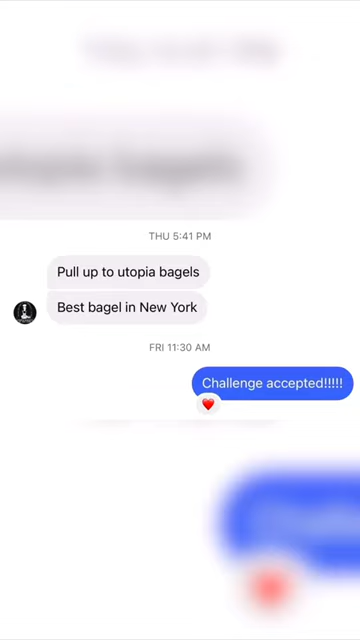 THU 5:41 PM
Pull up to utopia bagels
Best bagel in New York
FRI 11:30 AM
Challenge accepted!!!!!